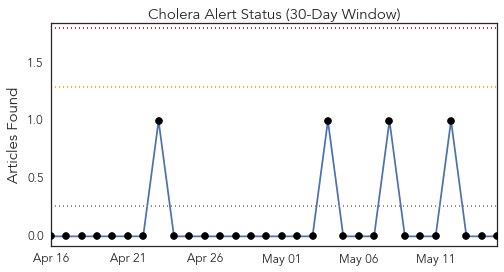 Cholera Alert Status (30-Day Window)
Articles Found
1.5
1.0
0.5
0.0
Apr 16
Apr 21
Apr 26
May 01
May 06
May 11